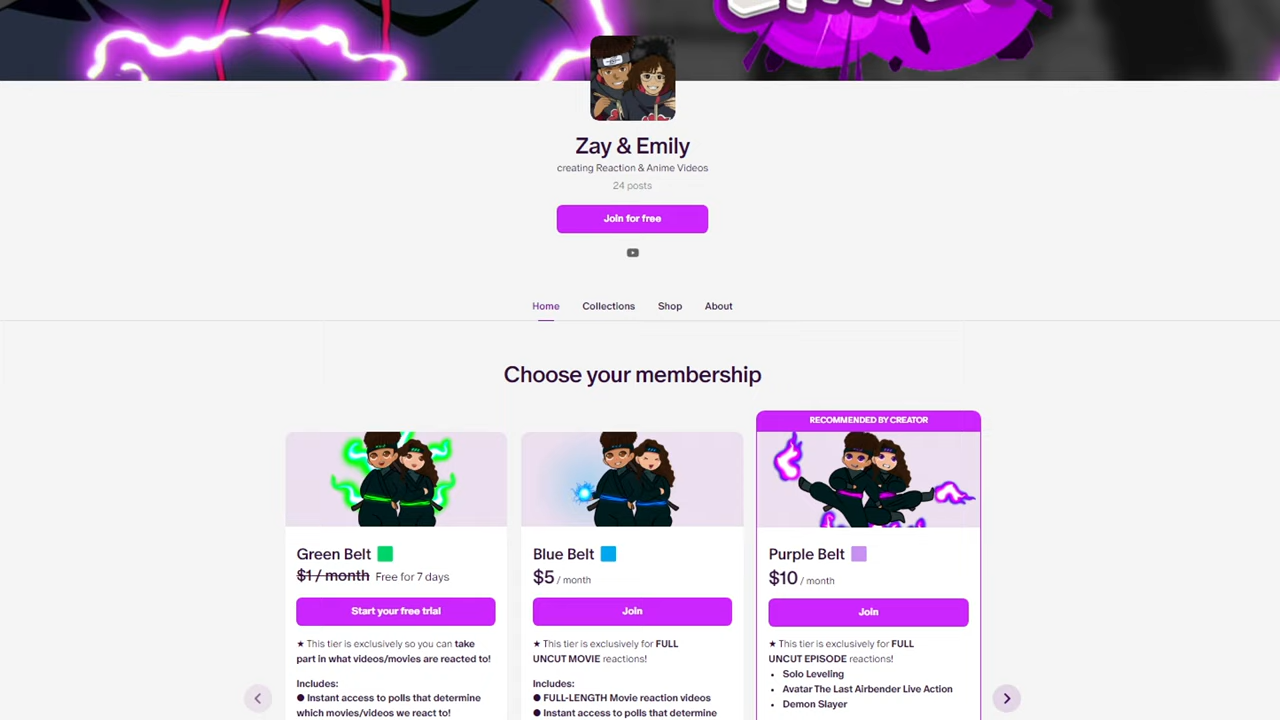 Zay & Emily
creating Reaction & Anime Videos
24 posts
Join for free
Home Collections Shop About
Choose your membership
Green Belt
$1 / month Free for 7 days
Start your free trial
★ This tier is exclusively so you can take
part in what videos/movies are reacted to!
Includes:
● Instant access to polls that determine
which movies/videos we react to!
Blue Belt
$5 / month
Join
★ This tier is exclusively for FULL
UNCUT MOVIE reactions!
Includes:
● FULL-LENGTH Movie reaction videos
● Instant access to polls that determine
RECOMMENDED BY CREATOR
Purple Belt
$10 / month
Join
★ This tier is exclusively for FULL
UNCUT EPISODE reactions!
• Solo Leveling
• Avatar The Last Airbender Live Action
• Demon Slayer